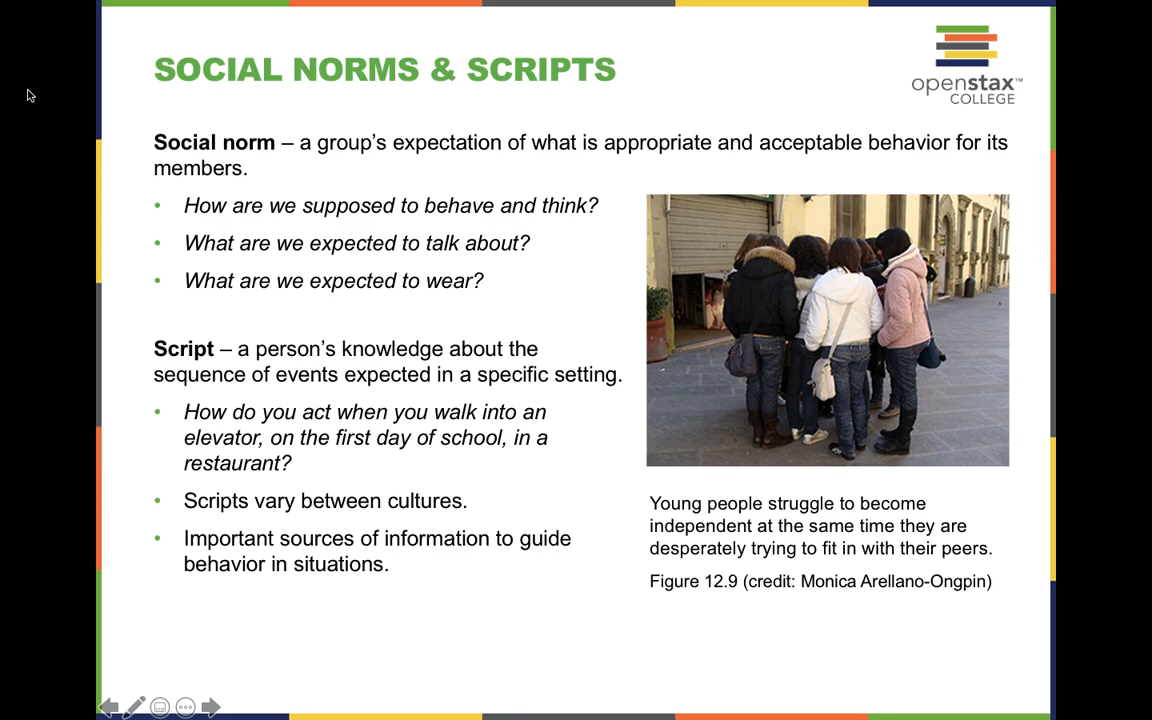 SOCIAL NORMS & SCRIPTS
openstax™
COLLEGE
Social norm – a group’s expectation of what is appropriate and acceptable behavior for its
members.
• How are we supposed to behave and think?
• What are we expected to talk about?
• What are we expected to wear?
Script – a person’s knowledge about the
sequence of events expected in a specific setting.
• How do you act when you walk into an
elevator, on the first day of school, in a
restaurant?
• Scripts vary between cultures.
• Important sources of information to guide
behavior in situations.
Young people struggle to become
independent at the same time they are
desperately trying to fit in with their peers.
Figure 12.9 (credit: Monica Arellano-Ongpin)